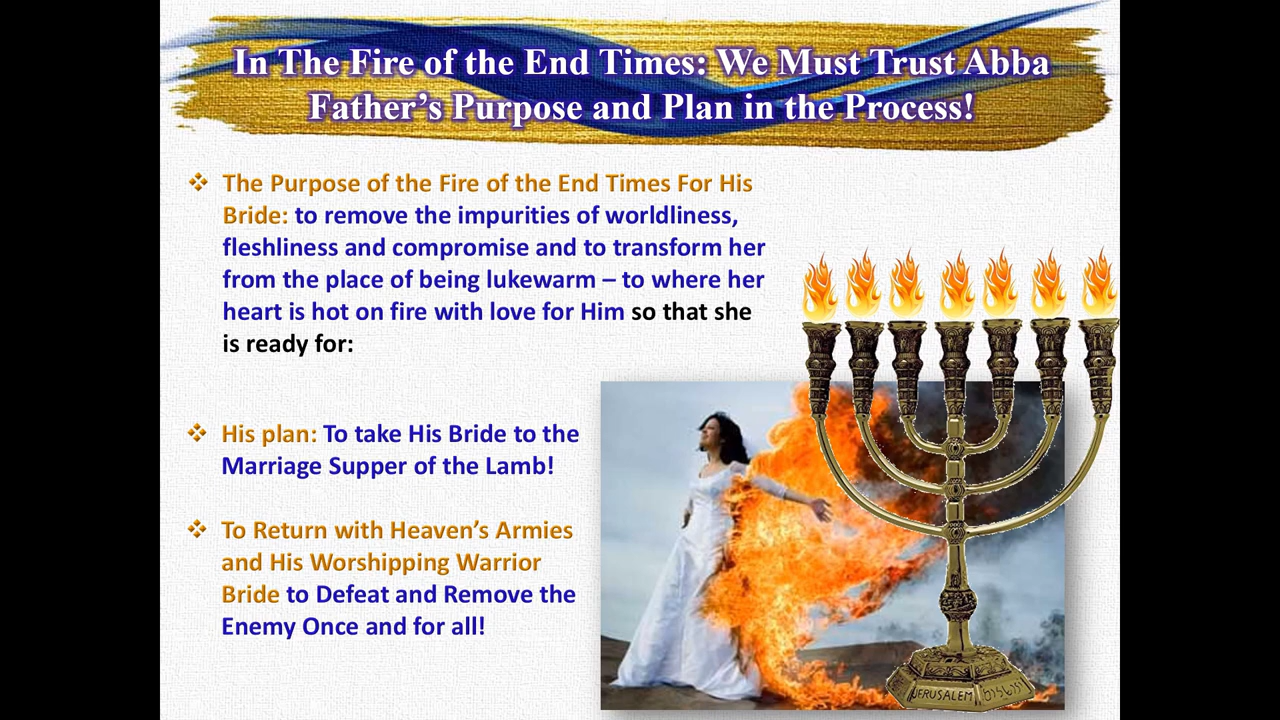 In The Fire of the End Times: We Must Trust Abba
Father’s Purpose and Plan in the Process!
❖ The Purpose of the Fire of the End Times For His
Bride: to remove the impurities of worldliness,
fleshliness and compromise and to transform her
from the place of being lukewarm – to where her
heart is hot on fire with love for Him so that she
is ready for:
❖ His plan: To take His Bride to the
Marriage Supper of the Lamb!
❖ To Return with Heaven’s Armies
and His Worshipping Warrior
Bride to Defeat and Remove the
Enemy Once and for all!
JERUSALEM